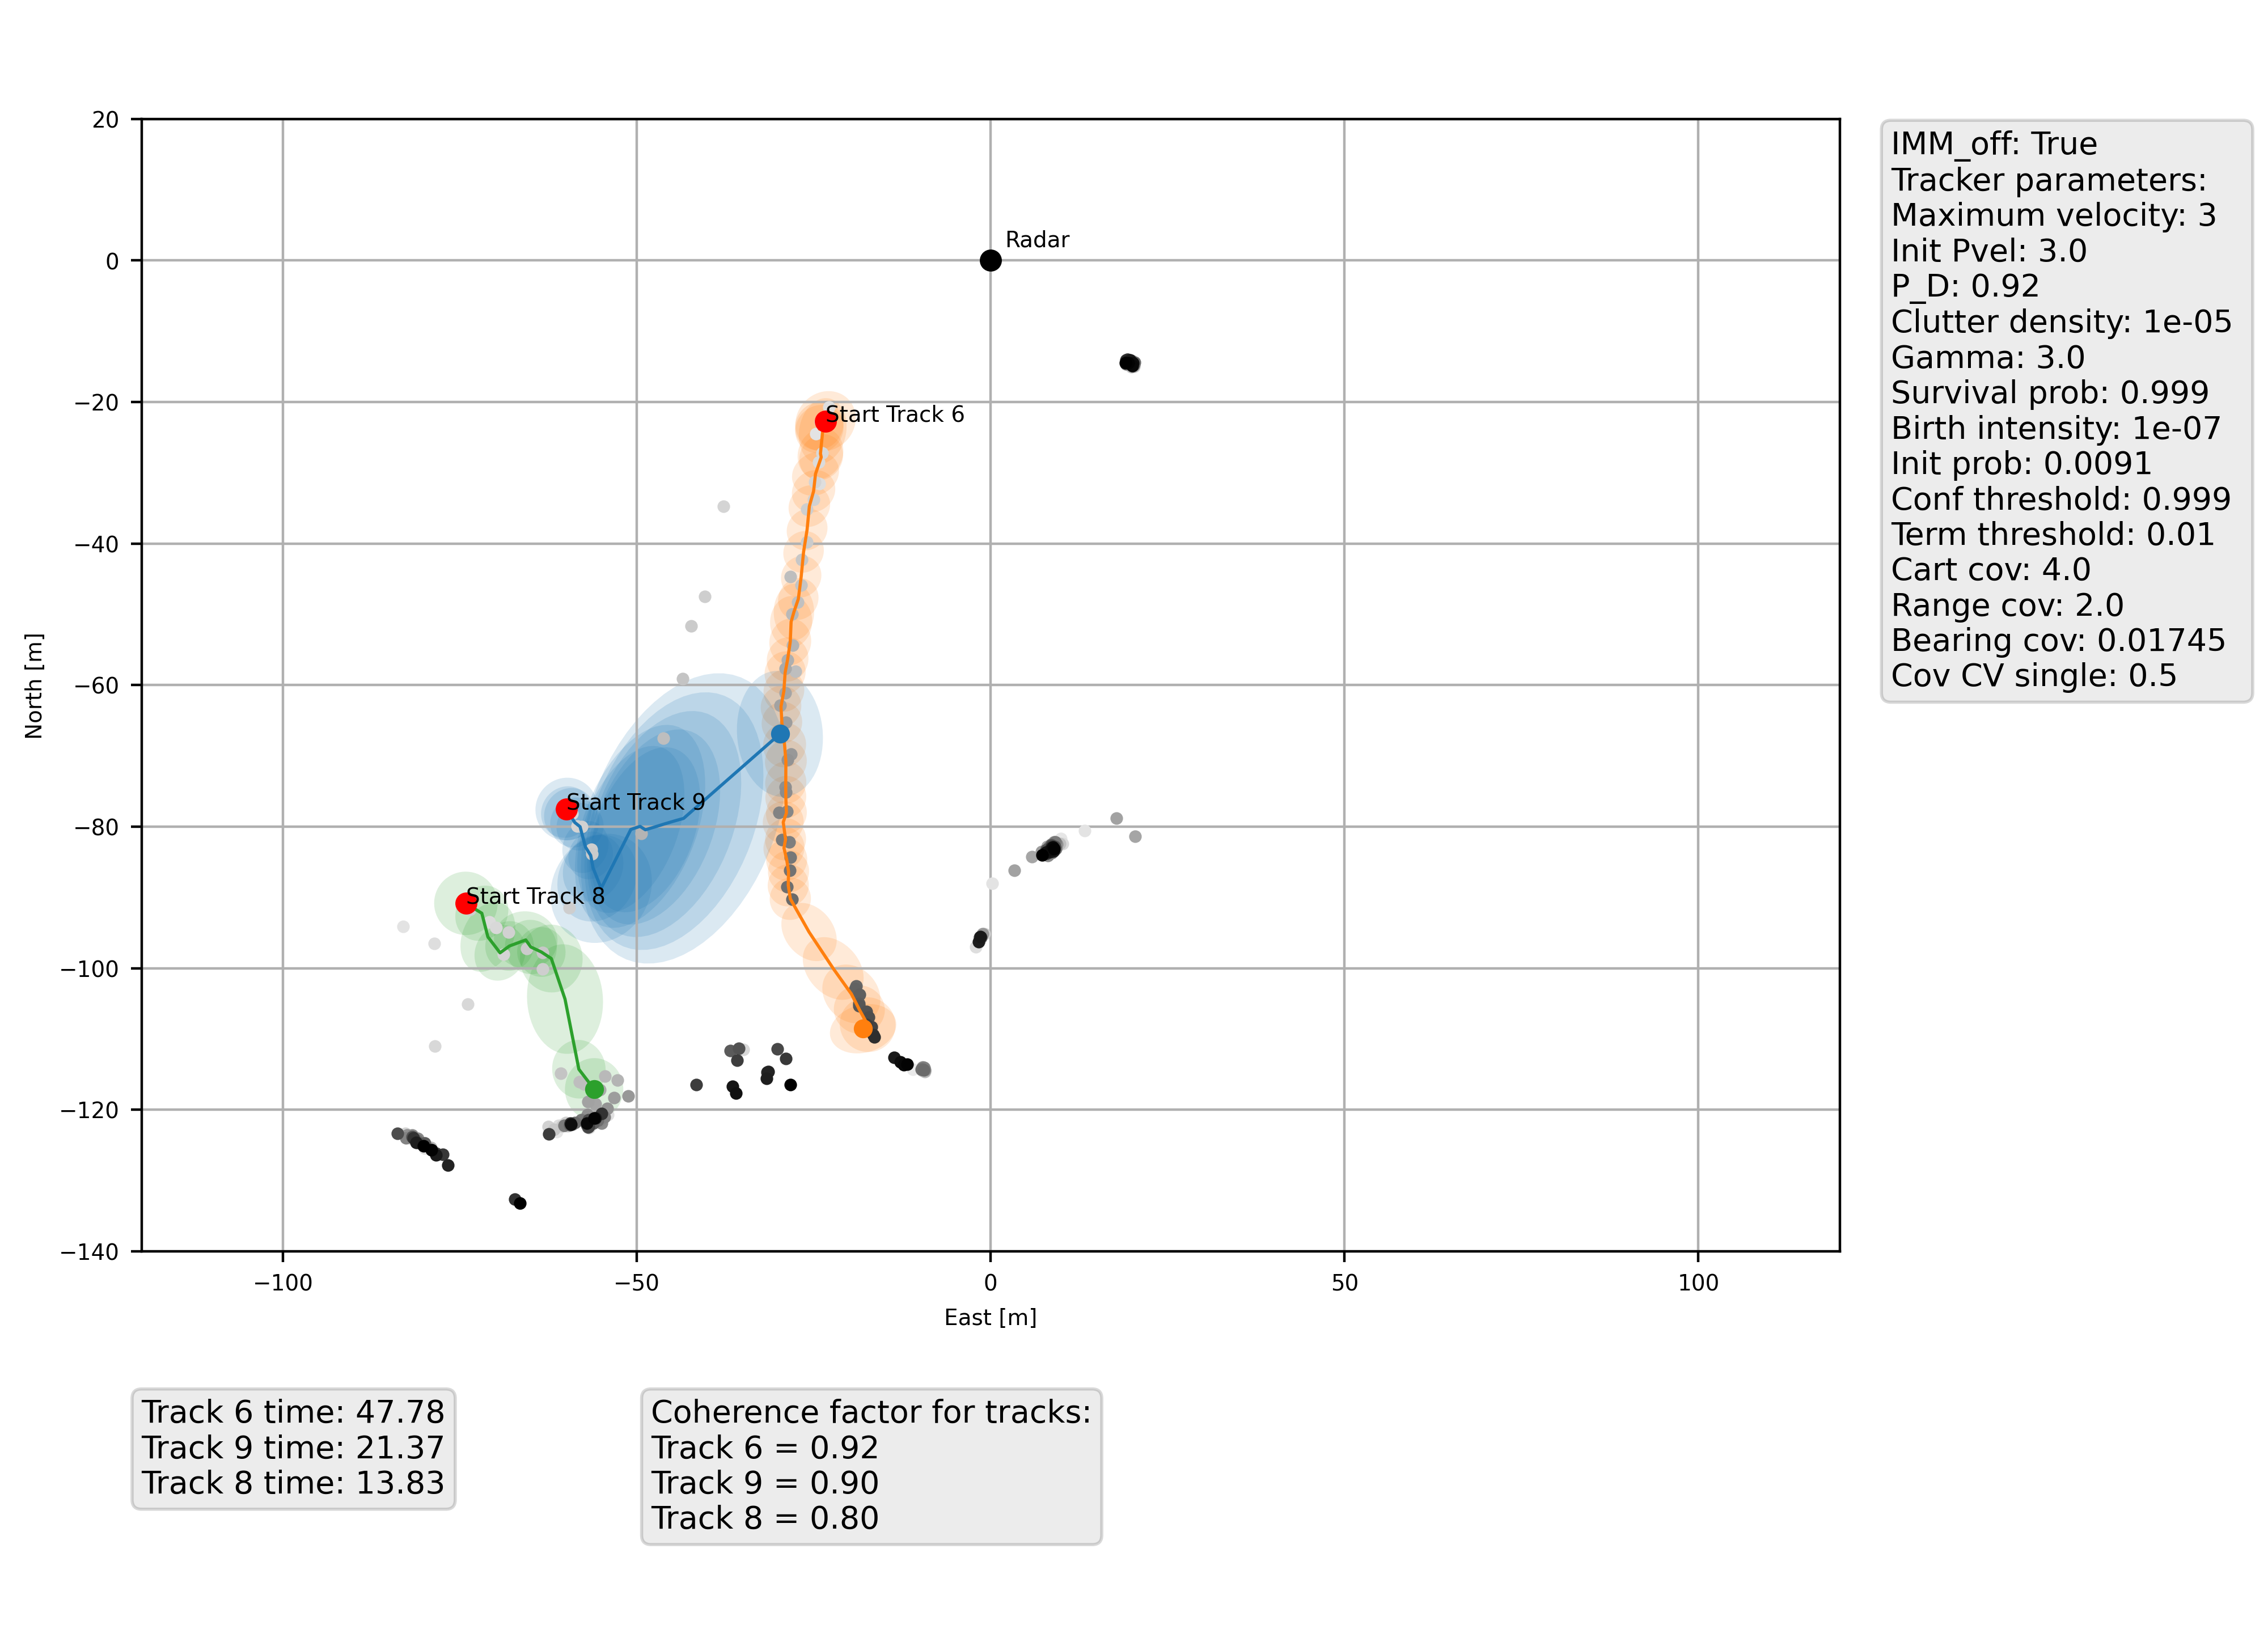 20
0
−20
−40
−60
−80
−100
−120
−140
North [m]
Radar
Start Track 6
Start Track 9
Start Track 8
−100
−50
0
50
100
East [m]
IMM_off: True
Tracker parameters:
Maximum velocity: 3
Init Pvel: 3.0
P_D: 0.92
Clutter density: 1e-05
Gamma: 3.0
Survival prob: 0.999
Birth intensity: 1e-07
Init prob: 0.0091
Conf threshold: 0.999
Term threshold: 0.01
Cart cov: 4.0
Range cov: 2.0
Bearing cov: 0.01745
Cov CV single: 0.5
Track 6 time: 47.78
Track 9 time: 21.37
Track 8 time: 13.83
Coherence factor for tracks:
Track 6 = 0.92
Track 9 = 0.90
Track 8 = 0.80